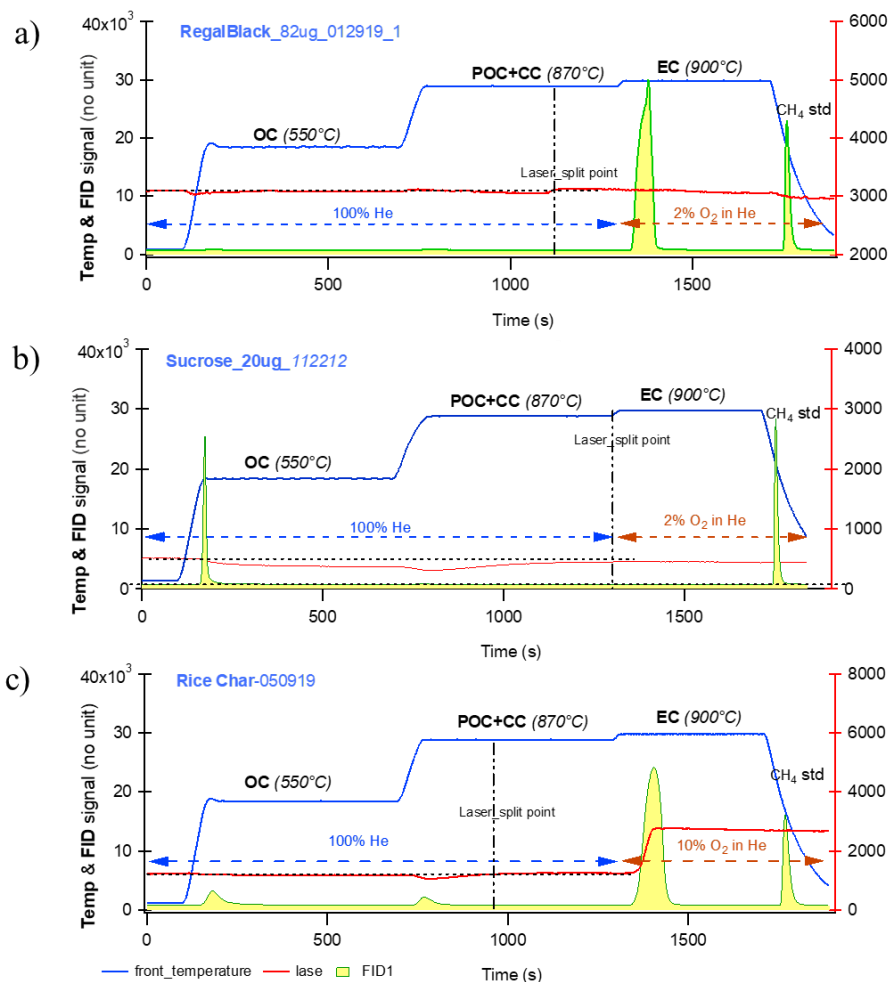 a)
RegalBlack_82ug_012919_1
40x10³
30
20
10
0
Temp & FID signal (no unit)
6000
5000
4000
3000
2000
OC (550°C)
POC+CC (870°C)
EC (900°C)
CH₄ std
Laser_split point
100% He
2% O₂ in He
0
500
1000
1500
Time (s)
b)
Sucrose_20ug_112212
40x10³
30
20
10
0
Temp & FID signal (no unit)
4000
3000
2000
1000
0
OC (550°C)
POC+CC (870°C)
EC (900°C)
CH₄ std
Laser_split point
100% He
2% O₂ in He
0
500
1000
1500
Time (s)
c)
Rice Char-050919
40x10³
30
20
10
0
Temp & FID signal (no unit)
8000
6000
4000
2000
0
OC (550°C)
POC+CC (870°C)
EC (900°C)
CH₄ std
Laser_split point
100% He
10% O₂ in He
0
500
1000
1500
Time (s)
front_temperature lase FID1